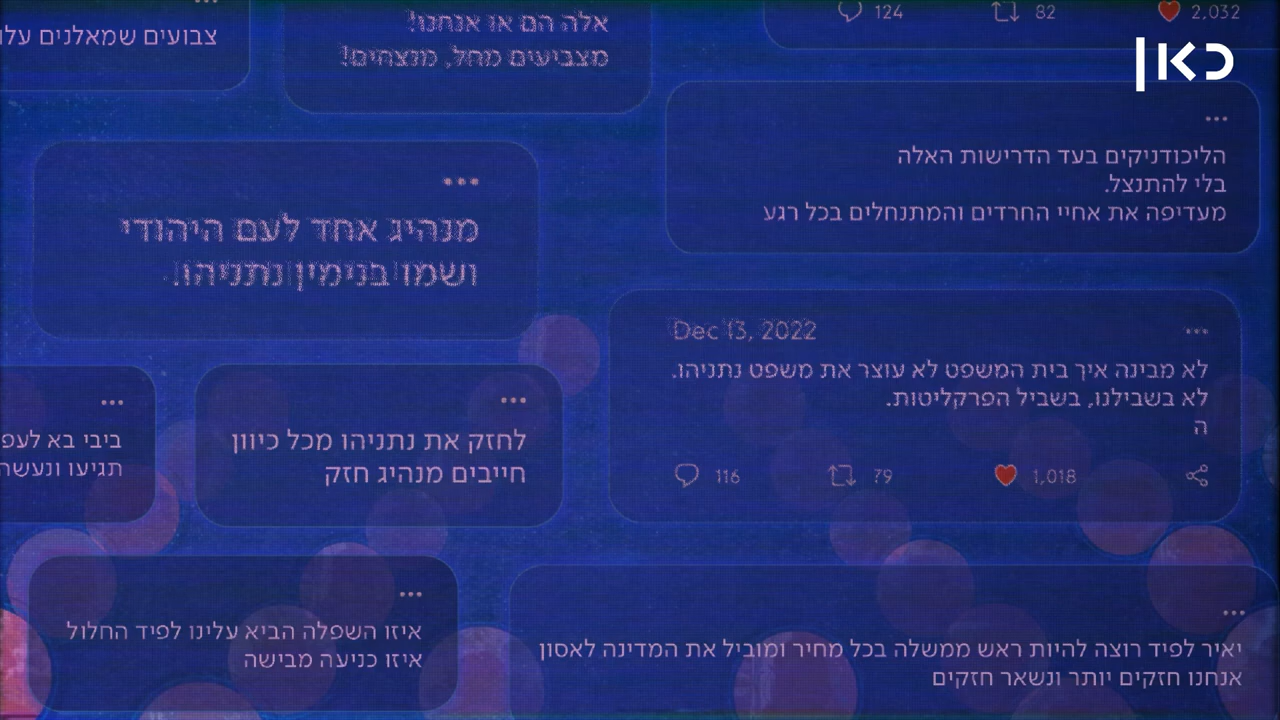 124 82 2,032
כאן
אלה הם או אנחנו!
מצביעים מחל, מנצחים!
צבועים שמאלנים
הליכודניקים בעד הדרישות האלה
בלי להתנצל.
מעדיפה את אחיי החרדים והמתנחלים בכל רגע
מנהיג אחד לעם היהודי
ושמו בנימין נתניהו.
Dec 13, 2022
לא מבינה איך בית המשפט לא עוצר את משפט נתניהו.
לא בשבילנו, בשביל הפרקליטות.
ה
116 79 1,018
לחזק את נתניהו מכל כיוון
חייבים מנהיג חזק
ביבי בא לעפ
תגיעו ונעשה
יאיר לפיד רוצה להיות ראש ממשלה בכל מחיר ומוביל את המדינה לאסון
אנחנו חזקים יותר ונשאר חזקים
איזו השפלה הביא עלינו לפיד החלול
איזו כניעה מבישה